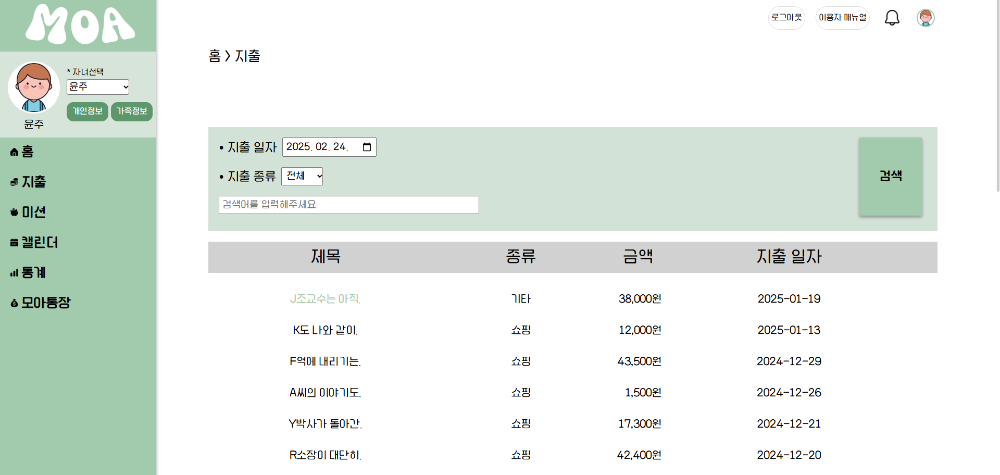 MOA
로그아웃 이용자 매뉴얼
* 자녀선택
윤주
개인정보 가족정보
윤주
홈
지출
미션
캘린더
통계
모아통장
홈 > 지출
• 지출 일자 2025. 02. 24.
• 지출 종류 전체
검색어를 입력해주세요
검색
제목 종류 금액 지출 일자
J조교수는 아직. 기타 38,000원 2025-01-19
K도 나와 같이. 쇼핑 12,000원 2025-01-13
F역에 내리기는. 쇼핑 43,500원 2024-12-29
A씨의 이야기도. 쇼핑 1,500원 2024-12-26
Y박사가 돌아간. 쇼핑 17,300원 2024-12-21
R소장이 대단히. 쇼핑 42,400원 2024-12-20